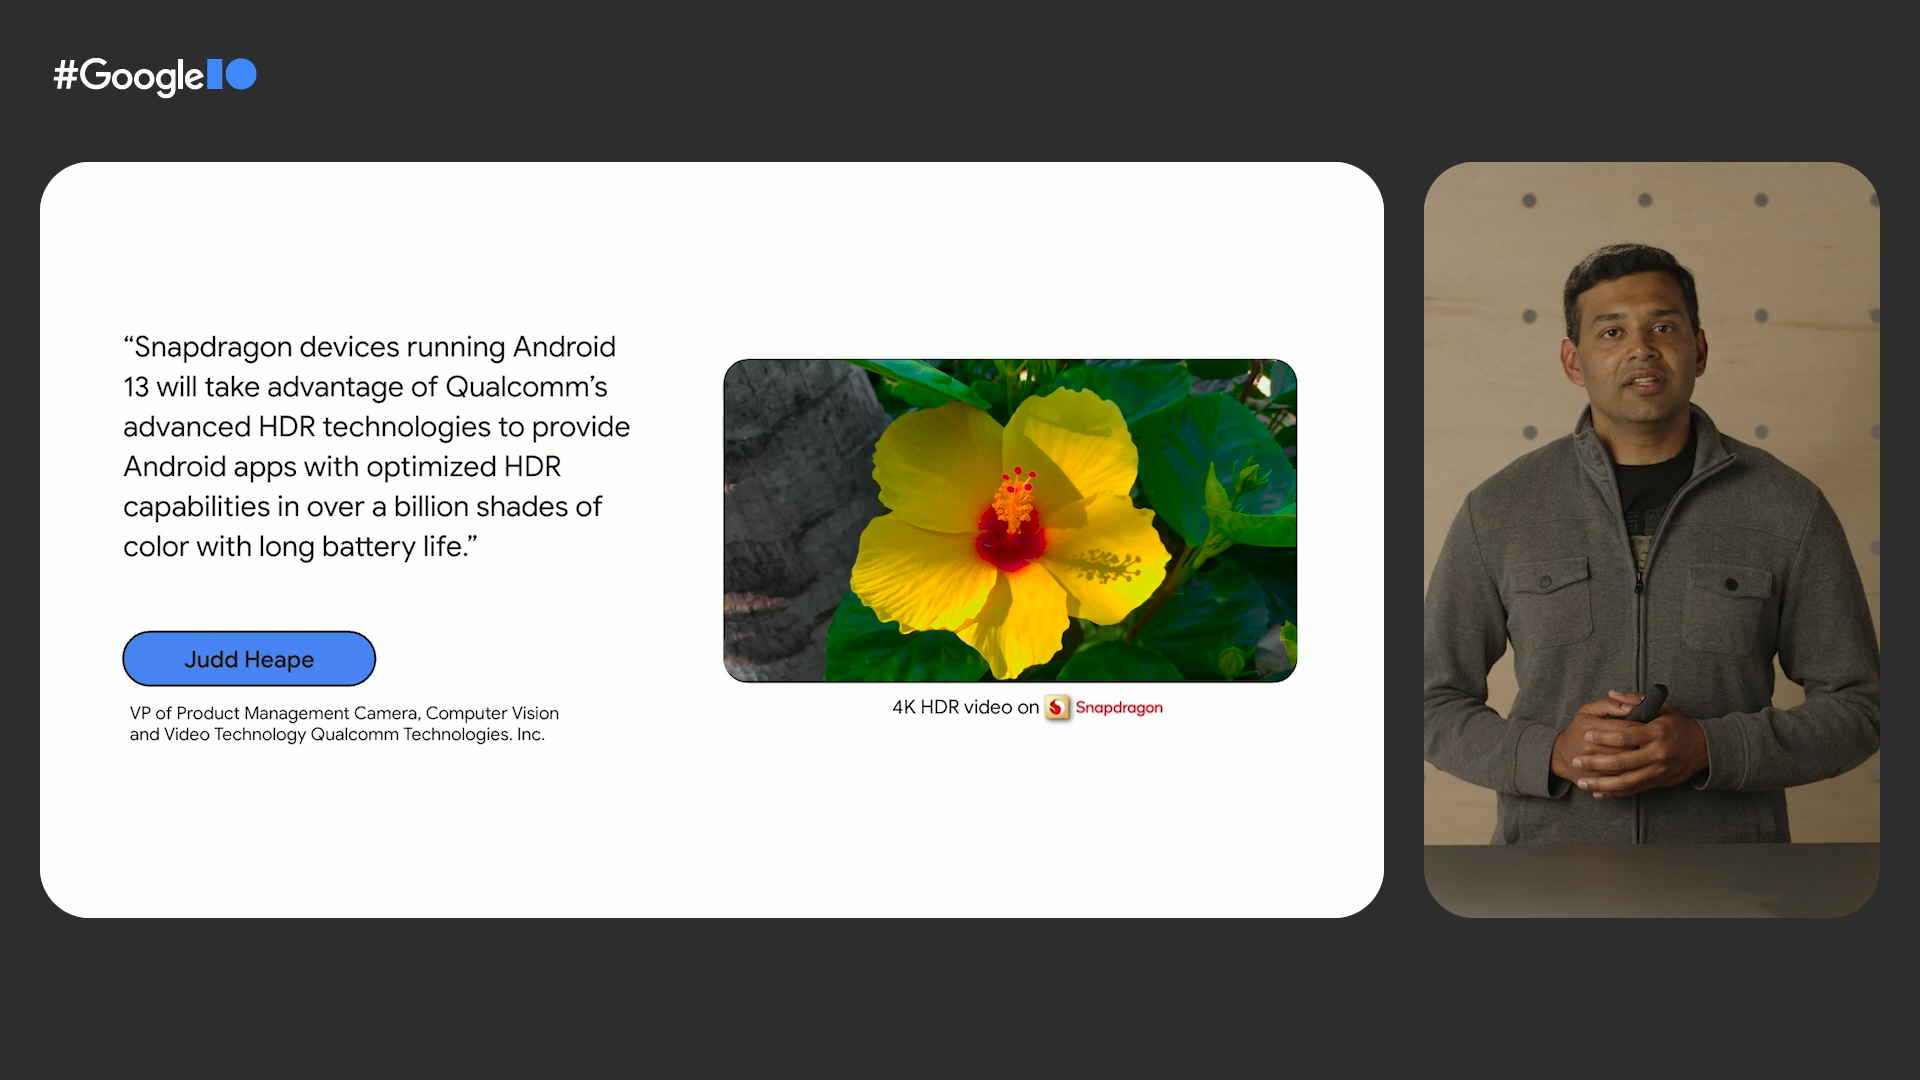 #GoogleIO
“Snapdragon devices running Android
13 will take advantage of Qualcomm’s
advanced HDR technologies to provide
Android apps with optimized HDR
capabilities in over a billion shades of
color with long battery life.”
Judd Heape
VP of Product Management Camera, Computer Vision
and Video Technology Qualcomm Technologies. Inc.
4K HDR video on Snapdragon